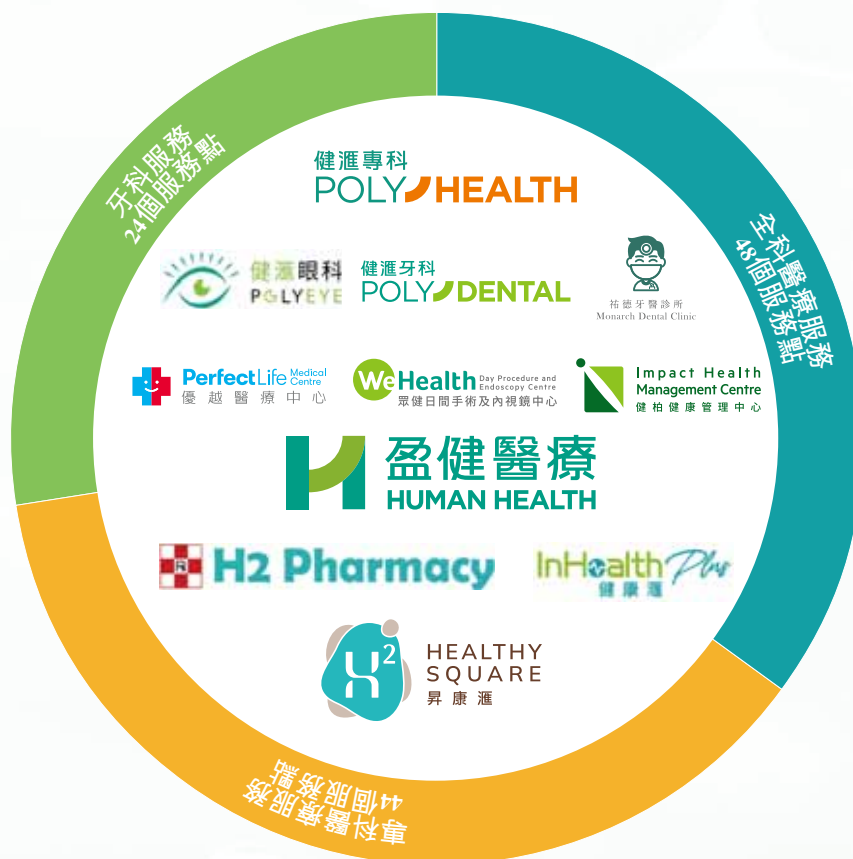 牙科服務
24個服務點
全科醫療服務
48個服務點
健滙專科
POLYHEALTH
健滙眼科
POLYEYE
健滙牙科
POLYDENTAL
祐德牙醫診所
Monarch Dental Clinic
PerfectLife Medical Centre
優越醫療中心
WeHealth Day Procedure and Endoscopy Centre
眾健日間手術及內視鏡中心
Impact Health
Management Centre
健柏健康管理中心
盈健醫療
HUMAN HEALTH
R
H2 Pharmacy
InHealth Plus
健康滙
H2
HEALTHY
SQUARE
昇康滙
專科醫療服務
44個服務點